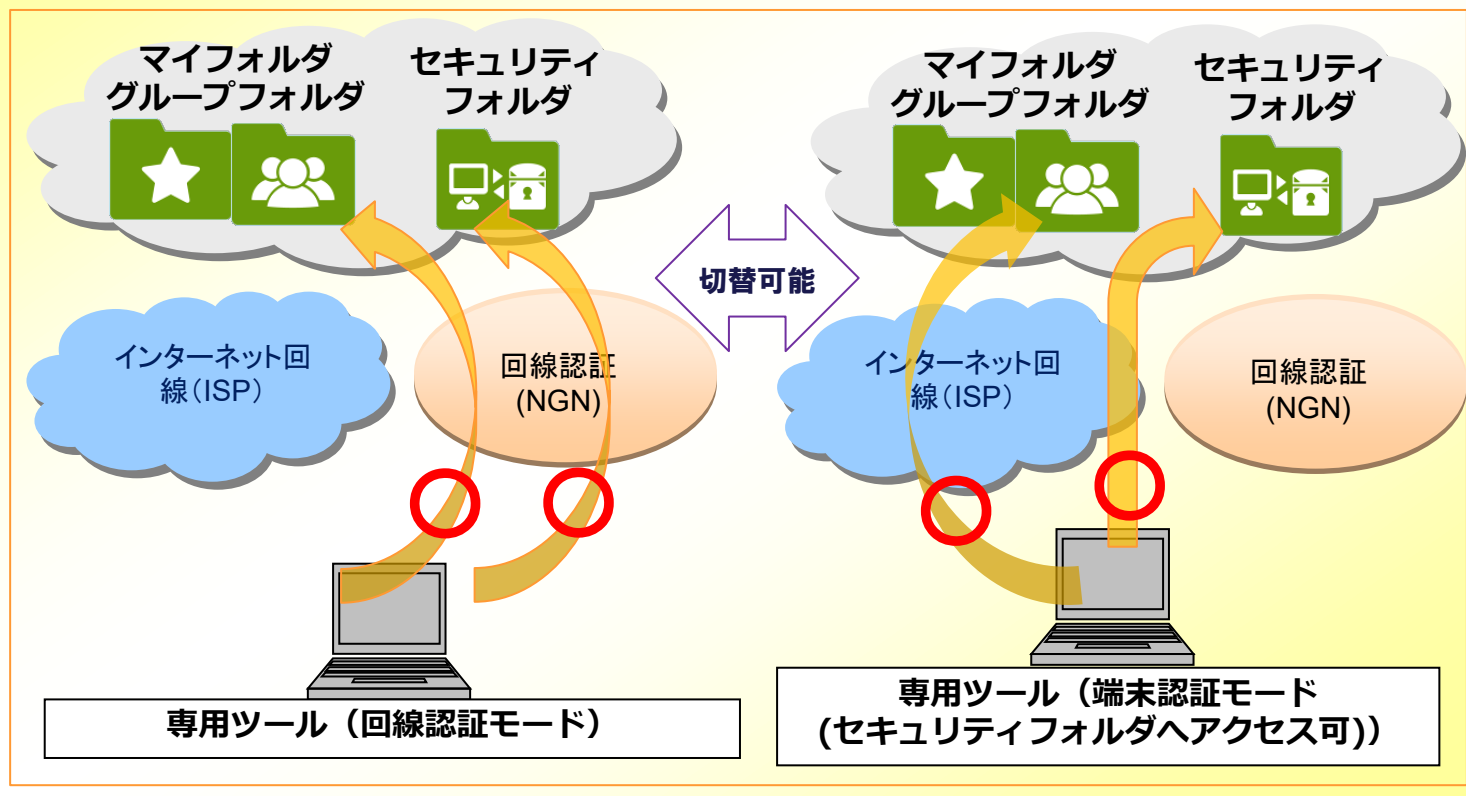 マイフォルダ
グループフォルダ
セキュリティ
フォルダ
インターネット回
線（ISP）
回線認証
(NGN)
専用ツール（回線認証モード）
切替可能
マイフォルダ
グループフォルダ
セキュリティ
フォルダ
インターネット回
線（ISP）
回線認証
(NGN)
専用ツール（端末認証モード
(セキュリティフォルダへアクセス可)）